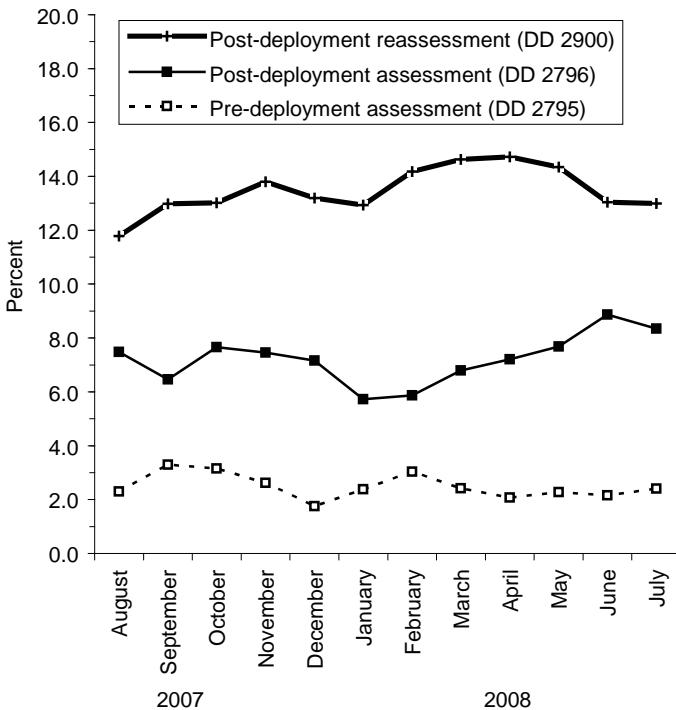 20.0
18.0
16.0
14.0
12.0
10.0
8.0
6.0
4.0
2.0
0.0
Percent
Post-deployment reassessment (DD 2900)
Post-deployment assessment (DD 2796)
Pre-deployment assessment (DD 2795)
August
September
October
November
December
January
February
March
April
May
June
July
2007
2008